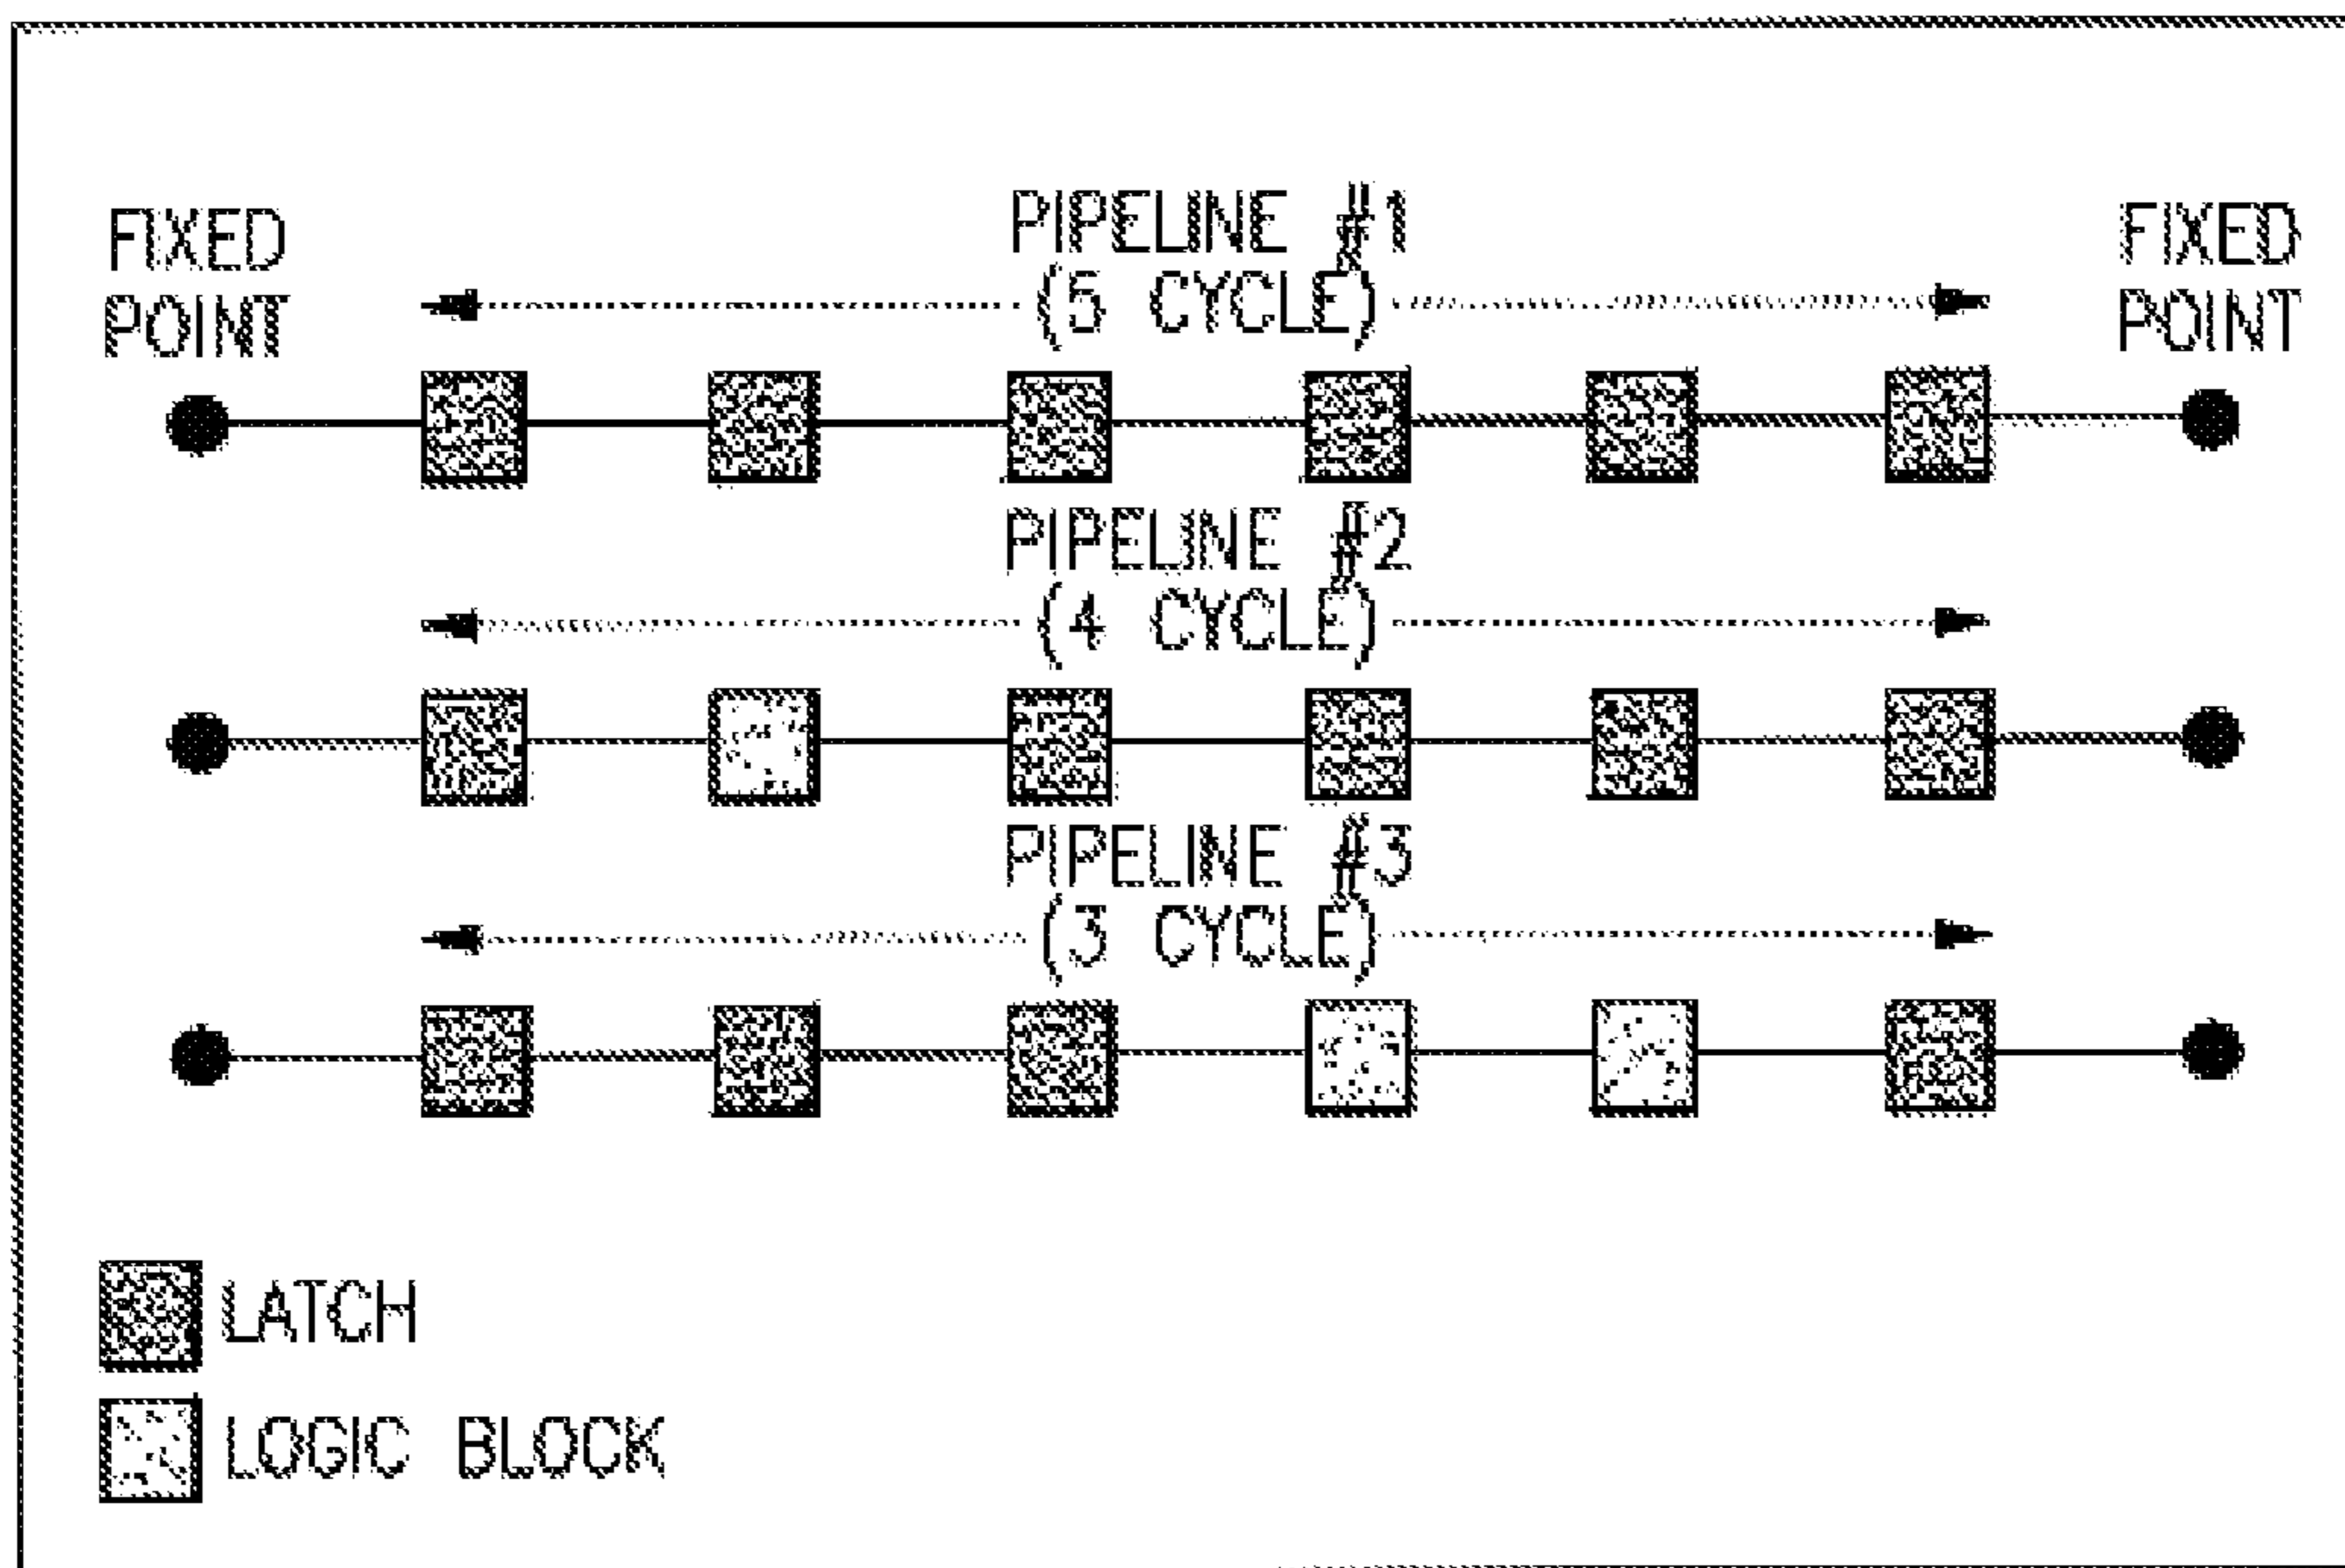 FIXED
POINT
PIPELINE #1
(5 CYCLE)
FIXED
POINT
PIPELINE #2
(4 CYCLE)
PIPELINE #3
(3 CYCLE)
LATCH
LOGIC BLOCK